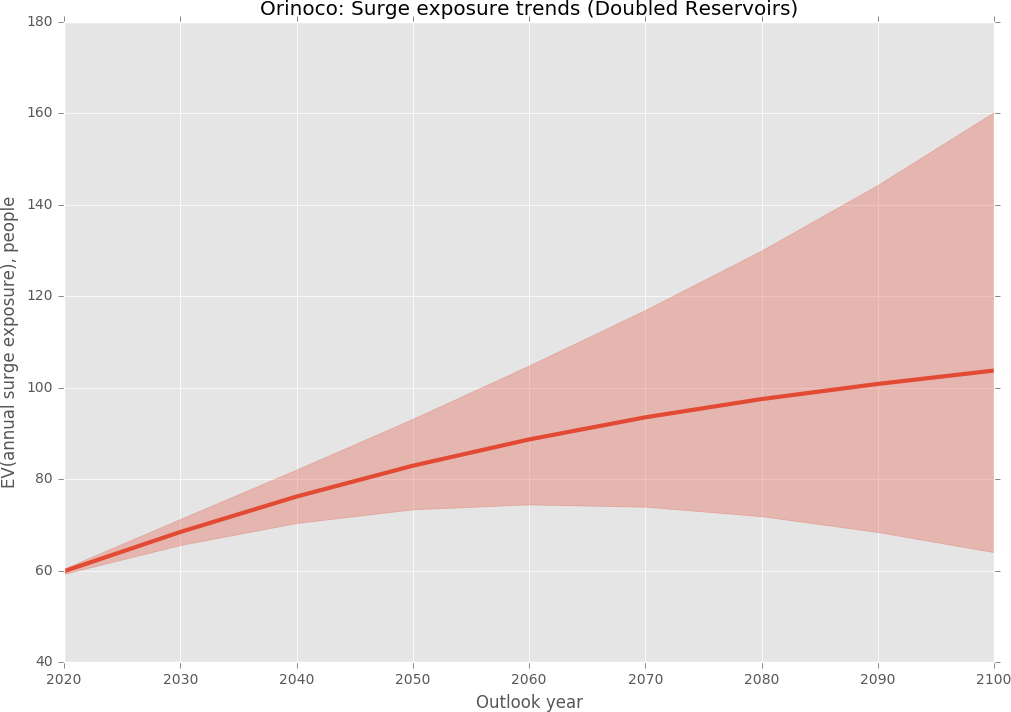 Orinoco: Surge exposure trends (Doubled Reservoirs)
EV(annual surge exposure), people
180
160
140
120
100
80
60
40
2020 2030 2040 2050 2060 2070 2080 2090 2100
Outlook year